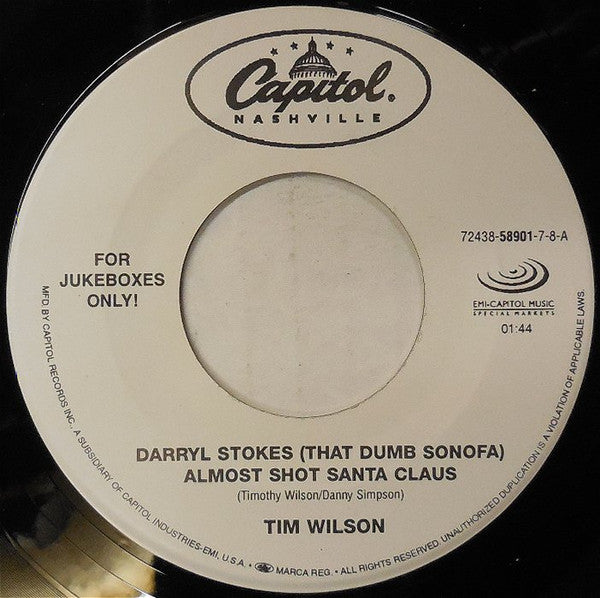 Capitol.
NASHVILLE
FOR
JUKEBOXES
ONLY!
72438-58901-7-8-A
EMI-CAPITOL MUSIC
SPECIAL MARKETS
01:44
DARRYL STOKES (THAT DUMB SONOFA)
ALMOST SHOT SANTA CLAUS
(Timothy Wilson/Danny Simpson)
TIM WILSON
MFD. BY CAPITOL RECORDS INC., A SUBSIDIARY OF CAPITOL INDUSTRIES-EMI, U.S.A. • MARCA REG. • ALL RIGHTS RESERVED. UNAUTHORIZED DUPLICATION IS A VIOLATION OF APPLICABLE LAWS.